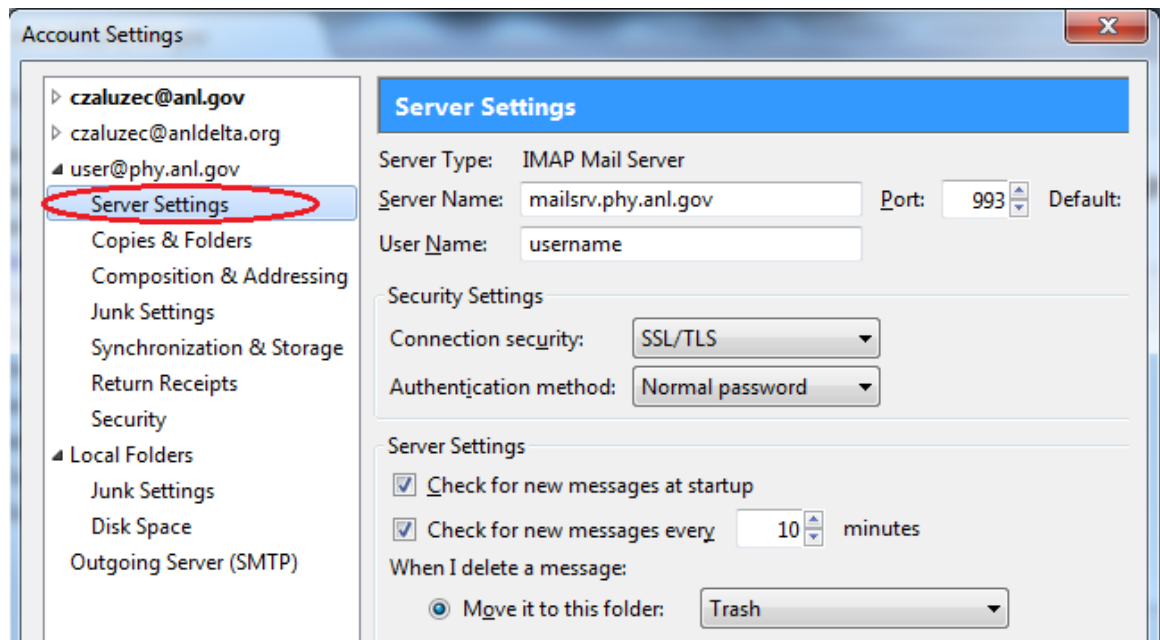 Account Settings
czaluzec@anl.gov
czaluzec@anldelta.org
user@phy.anl.gov
Server Settings
Copies & Folders
Composition & Addressing
Junk Settings
Synchronization & Storage
Return Receipts
Security
Local Folders
Junk Settings
Disk Space
Outgoing Server (SMTP)
Server Settings
Server Type: IMAP Mail Server
Server Name: mailsrv.phy.anl.gov Port: 993 Default:
User Name: username
Security Settings
Connection security: SSL/TLS
Authentication method: Normal password
Server Settings
Check for new messages at startup
Check for new messages every 10 minutes
When I delete a message:
Move it to this folder: Trash